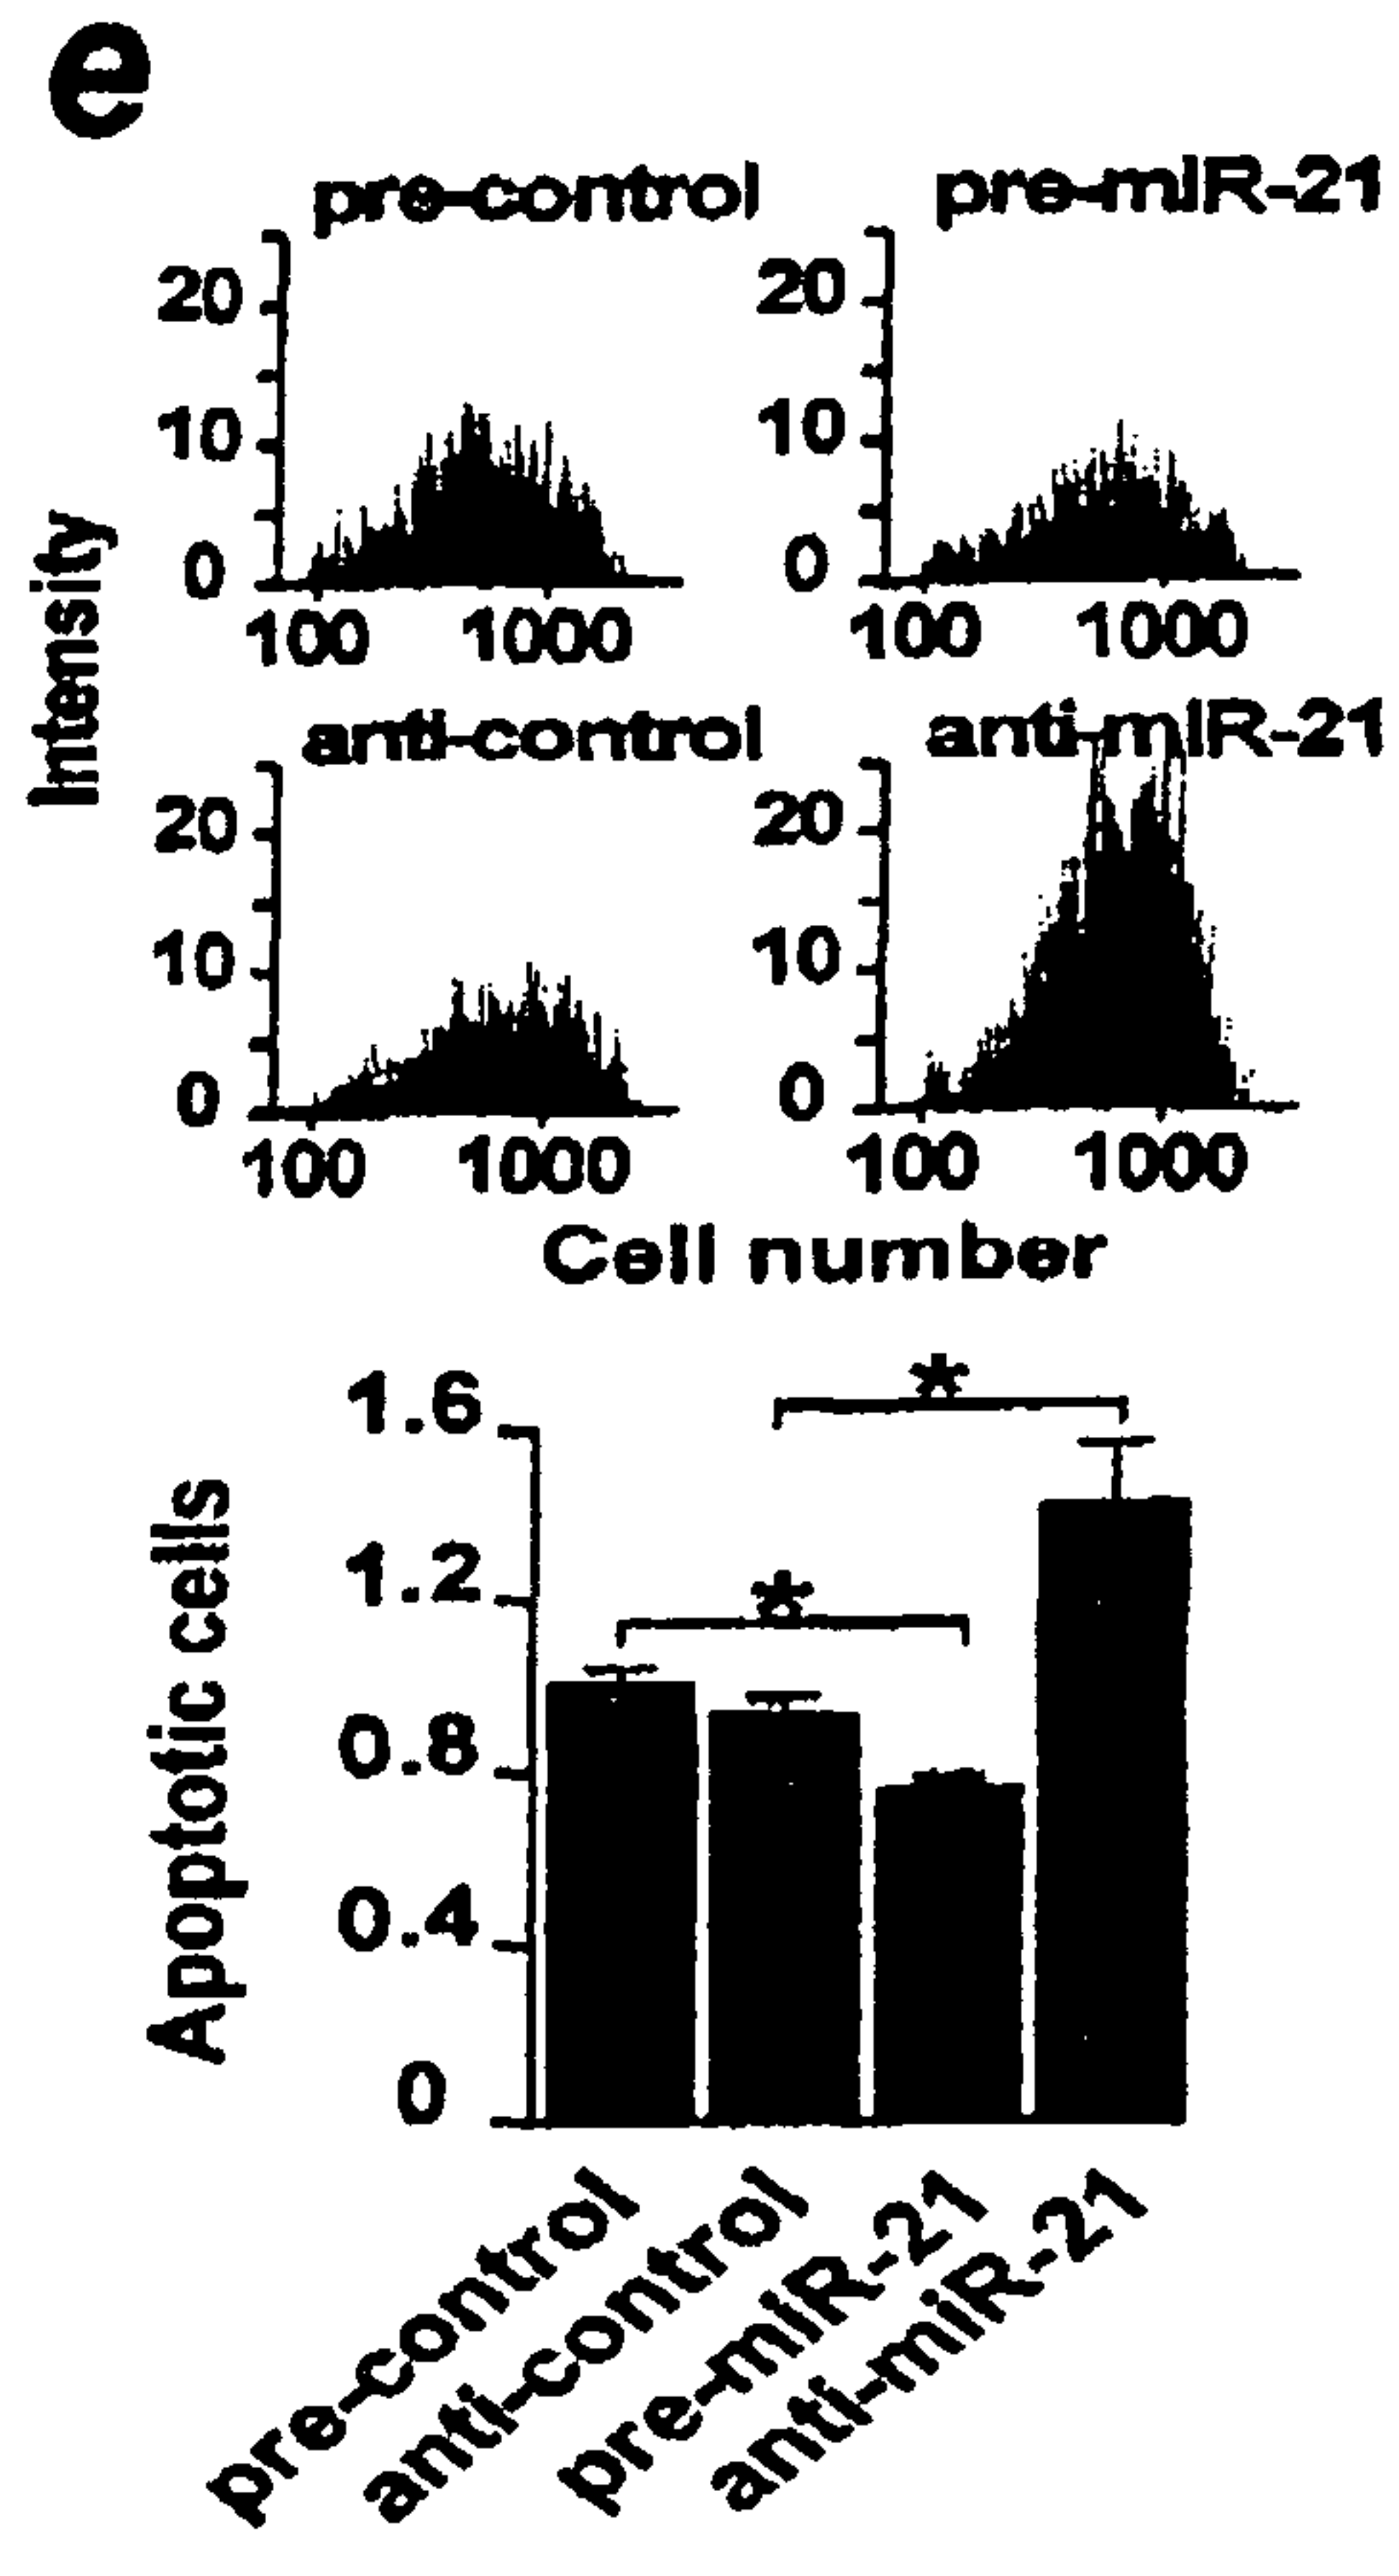 e
pre-control
pre-miR-21
20
10
0
100 1000
20
10
0
100 1000
Intensity
anti-control
anti-miR-21
20
10
0
100 1000
20
10
0
100 1000
Cell number
1.6
1.2
0.8
0.4
0
Apoptotic cells
*
*
pre-control
anti-control
pre-miR-21
anti-miR-21